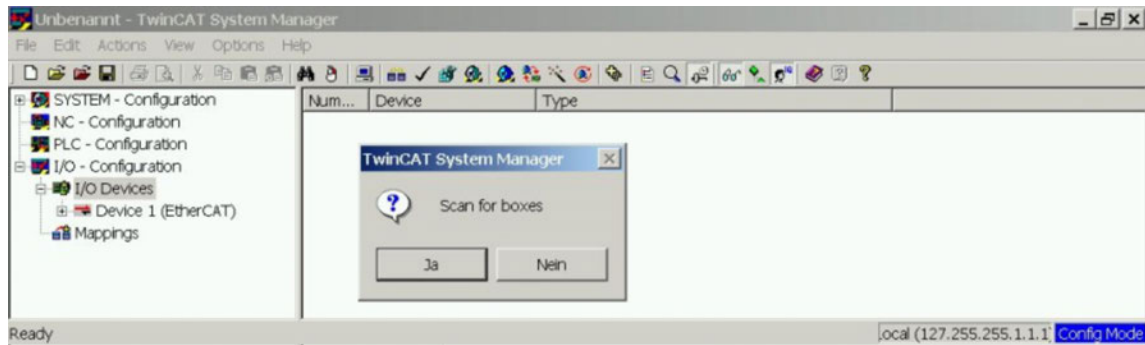 Unbenannt - TwinCAT System Manager
File Edit Actions View Options Help
SYSTEM - Configuration
NC - Configuration
PLC - Configuration
I/O - Configuration
I/O Devices
Device 1 (EtherCAT)
Mappings
Num... Device Type
TwinCAT System Manager
Scan for boxes
Ja Nein
Ready .ocal (127.255.255.1.1.1) Config Mode